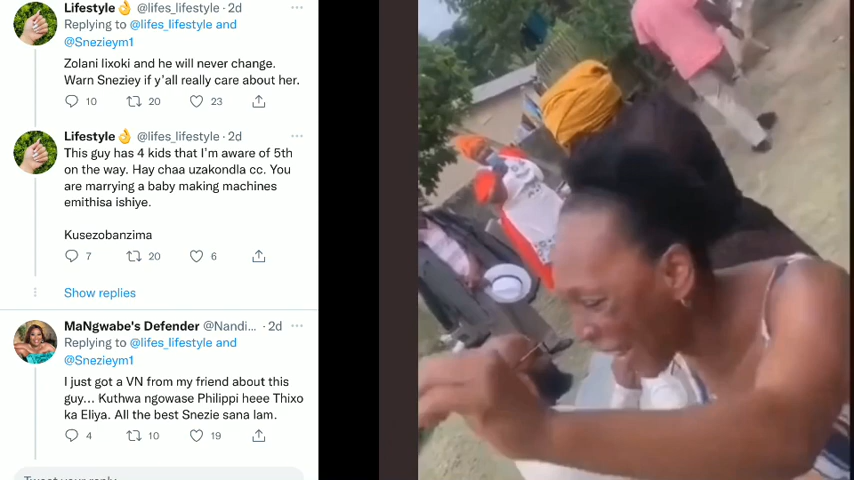 Lifestyle👌 @lifes_lifestyle · 2d
Replying to @lifes_lifestyle and
@Snezieym1
Zolani lixoki and he will never change.
Warn Sneziey if y'all really care about her.
10 20 23
Lifestyle👌 @lifes_lifestyle · 2d
This guy has 4 kids that I'm aware of 5th
on the way. Hay chaa uzakondla cc. You
are marrying a baby making machines
emithisa ishiye.
Kusezobanzima
7 20 6
Show replies
MaNgwabe's Defender @Nandi... · 2d
Replying to @lifes_lifestyle and
@Snezieym1
I just got a VN from my friend about this
guy... Kuthwa ngowase Philippi heee Thixo
ka Eliya. All the best Snezie sana lam.
4 10 19
Tweet your reply